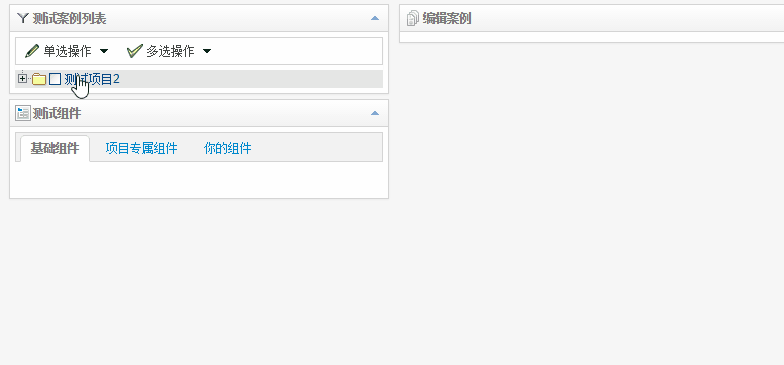 测试案例列表
单选操作 多选操作
测试项目2
测试组件
基础组件 项目专属组件 你的组件
编辑案例